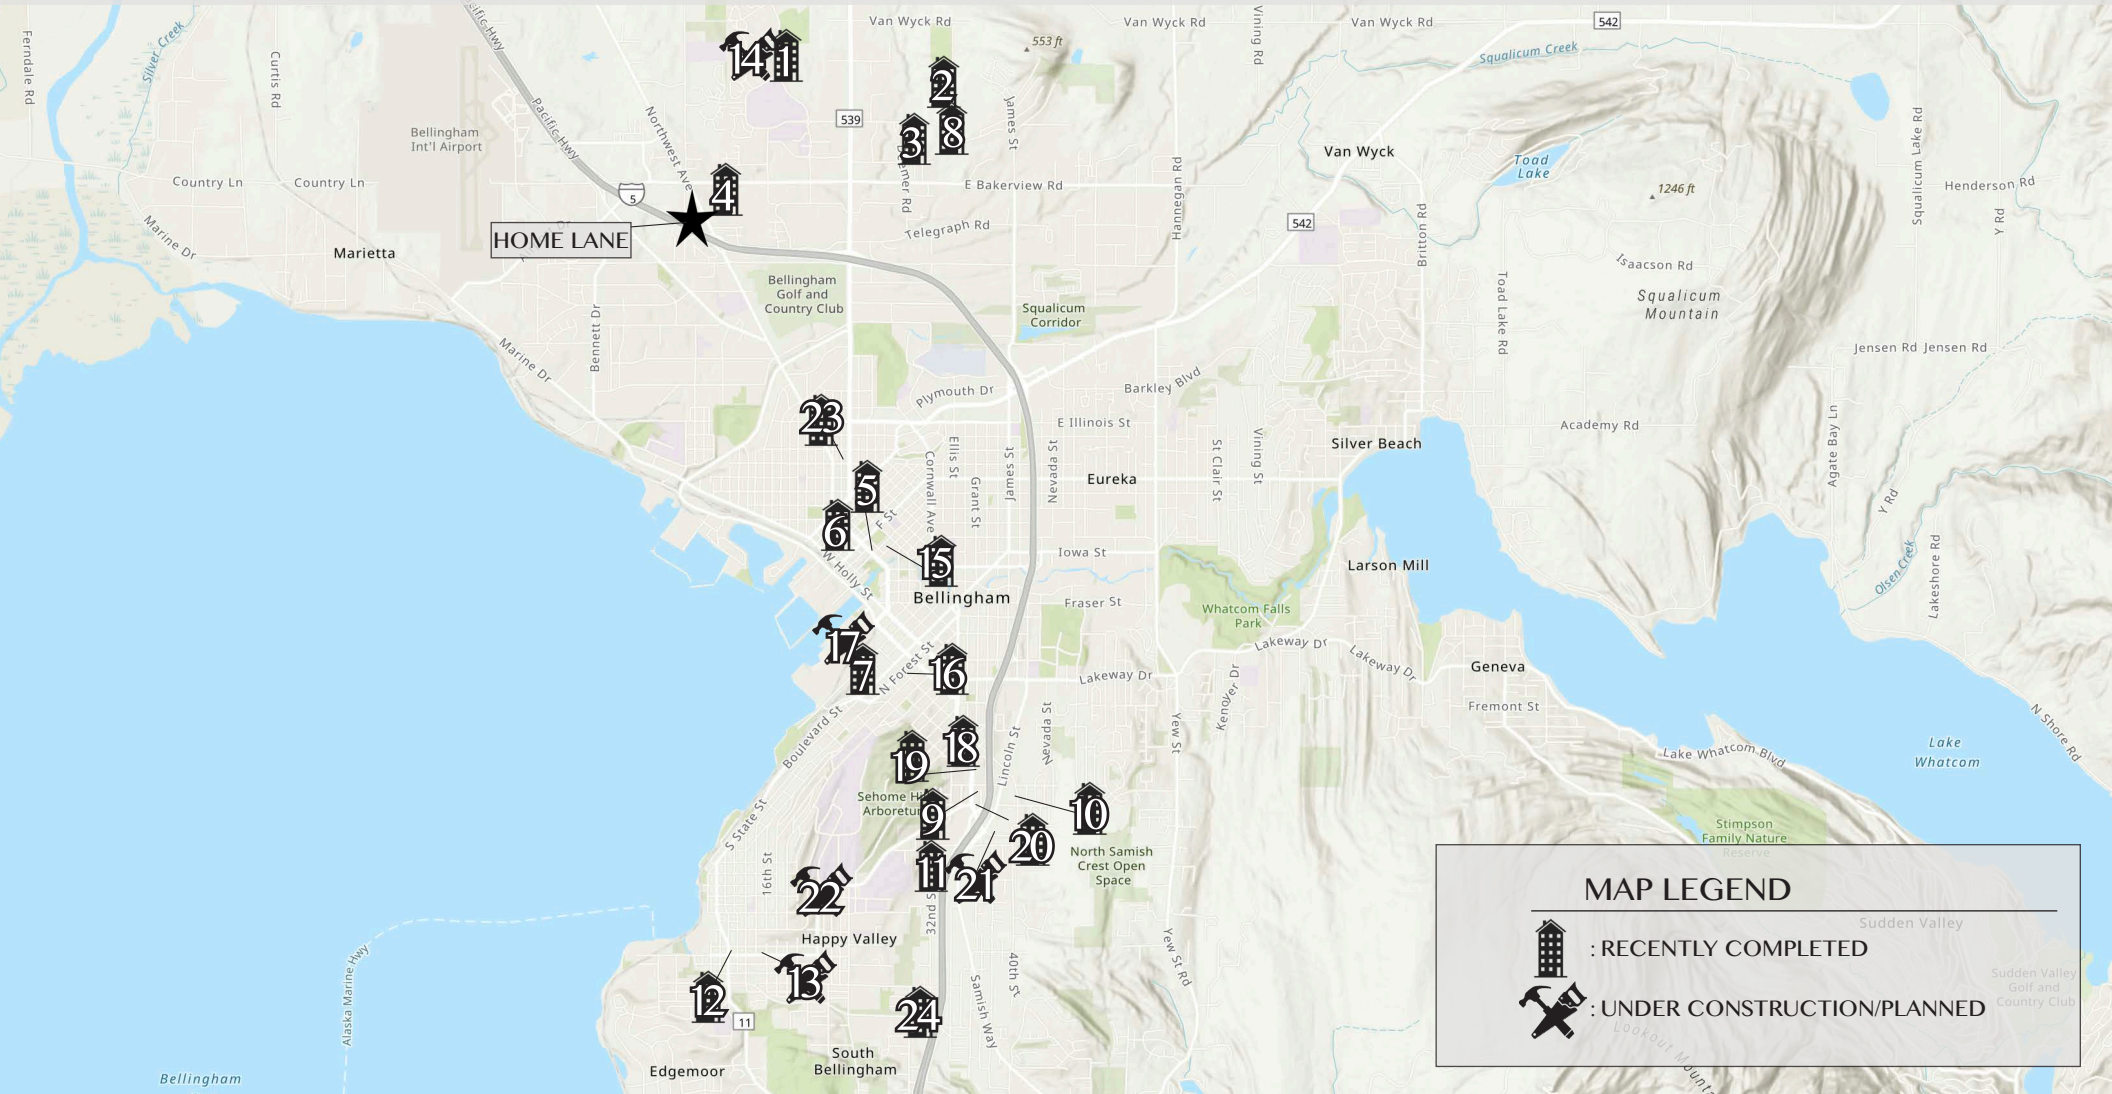 Van Wyck Rd
Van Wyck Rd
Van Wyck Rd
542
Pacific Hwy
Ferndale Rd
Silver Creek
Curtis Rd
14
1
553 ft
Vining Rd
Squalicum Creek
2
539
James St
3
8
Bellingham
Int'l Airport
Pacific Hwy
Northwest Ave
Van Wyck
Toad
Lake
Squalicum Lake Rd
Country Ln
Country Ln
5
4
E Bakerview Rd
Hannegan Rd
1246 ft
Henderson Rd
Y Rd
HOME LANE
Marine Dr
Marietta
Telegraph Rd
542
Britton Rd
Isaacson Rd
Squalicum
Mountain
Toad Lake Rd
Bellingham
Golf and
Country Club
Squalicum
Corridor
Bennett Dr
Marine Dr
Jensen Rd
Jensen Rd
Plymouth Dr
Barkley Blvd
23
E Illinois St
Academy Rd
Agate Bay Ln
Silver Beach
Ellis St
Cornwall Ave
Grant St
James St
Nevada St
Eureka
St Clair St
Vining St
5
6
F St
Y Rd
15
Iowa St
W Holly St
Larson Mill
Olsen Creek
Lakeshore Rd
Bellingham
Fraser St
Whatcom Falls
Park
17
7
16
N Forest St
Lakeway Dr
Lakeway Dr
Lakeway Dr
Kenoyer Dr
Geneva
Fremont St
Boulevard St
18
19
Lincoln St
Nevada St
Yew St
Lake Whatcom Blvd
Lake
Whatcom
N Shore Rd
9
10
20
S State St
16th St
11
21
22
North Samish
Crest Open
Space
Stimpson
Family Nature
Reserve
32nd S
Happy Valley
Yew St Rd
40th St
Samish Way
Alaska Marine Hwy
12
13
11
24
South
Bellingham
Edgemoor
Bellingham
MAP LEGEND
Sudden Valley
: RECENTLY COMPLETED
Sudden Valley
Golf and
Country Club
: UNDER CONSTRUCTION/PLANNED